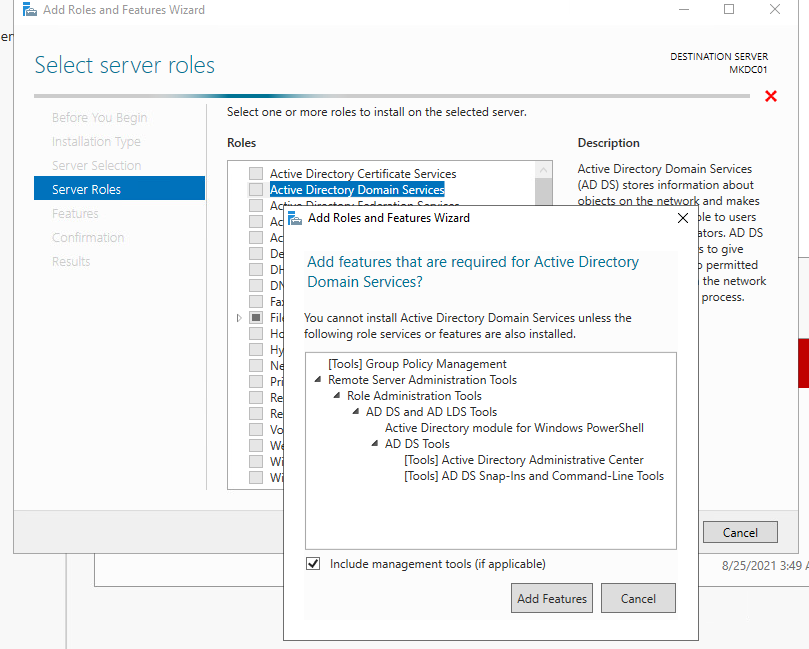 Add Roles and Features Wizard
er
Select server roles
DESTINATION SERVER
MKDC01
Before You Begin
Installation Type
Server Selection
Server Roles
Features
Confirmation
Results
Select one or more roles to install on the selected server.
Roles
Active Directory Certificate Services
Active Directory Domain Services
Active Directory Federation Services
Ac
Ac
De
DH
DN
Fax
File
Ho
Hy
Ne
Pri
Re
Re
Vo
We
Wi
Wi
Description
Active Directory Domain Services
(AD DS) stores information about
objects on the network and makes
ble to users
ators. AD DS
s to give
permitted
the network
process.
Add Roles and Features Wizard
Add features that are required for Active Directory
Domain Services?
You cannot install Active Directory Domain Services unless the
following role services or features are also installed.
[Tools] Group Policy Management
Remote Server Administration Tools
Role Administration Tools
AD DS and AD LDS Tools
Active Directory module for Windows PowerShell
AD DS Tools
[Tools] Active Directory Administrative Center
[Tools] AD DS Snap-Ins and Command-Line Tools
Include management tools (if applicable)
Add Features
Cancel
Cancel
8/25/2021 3:49 A